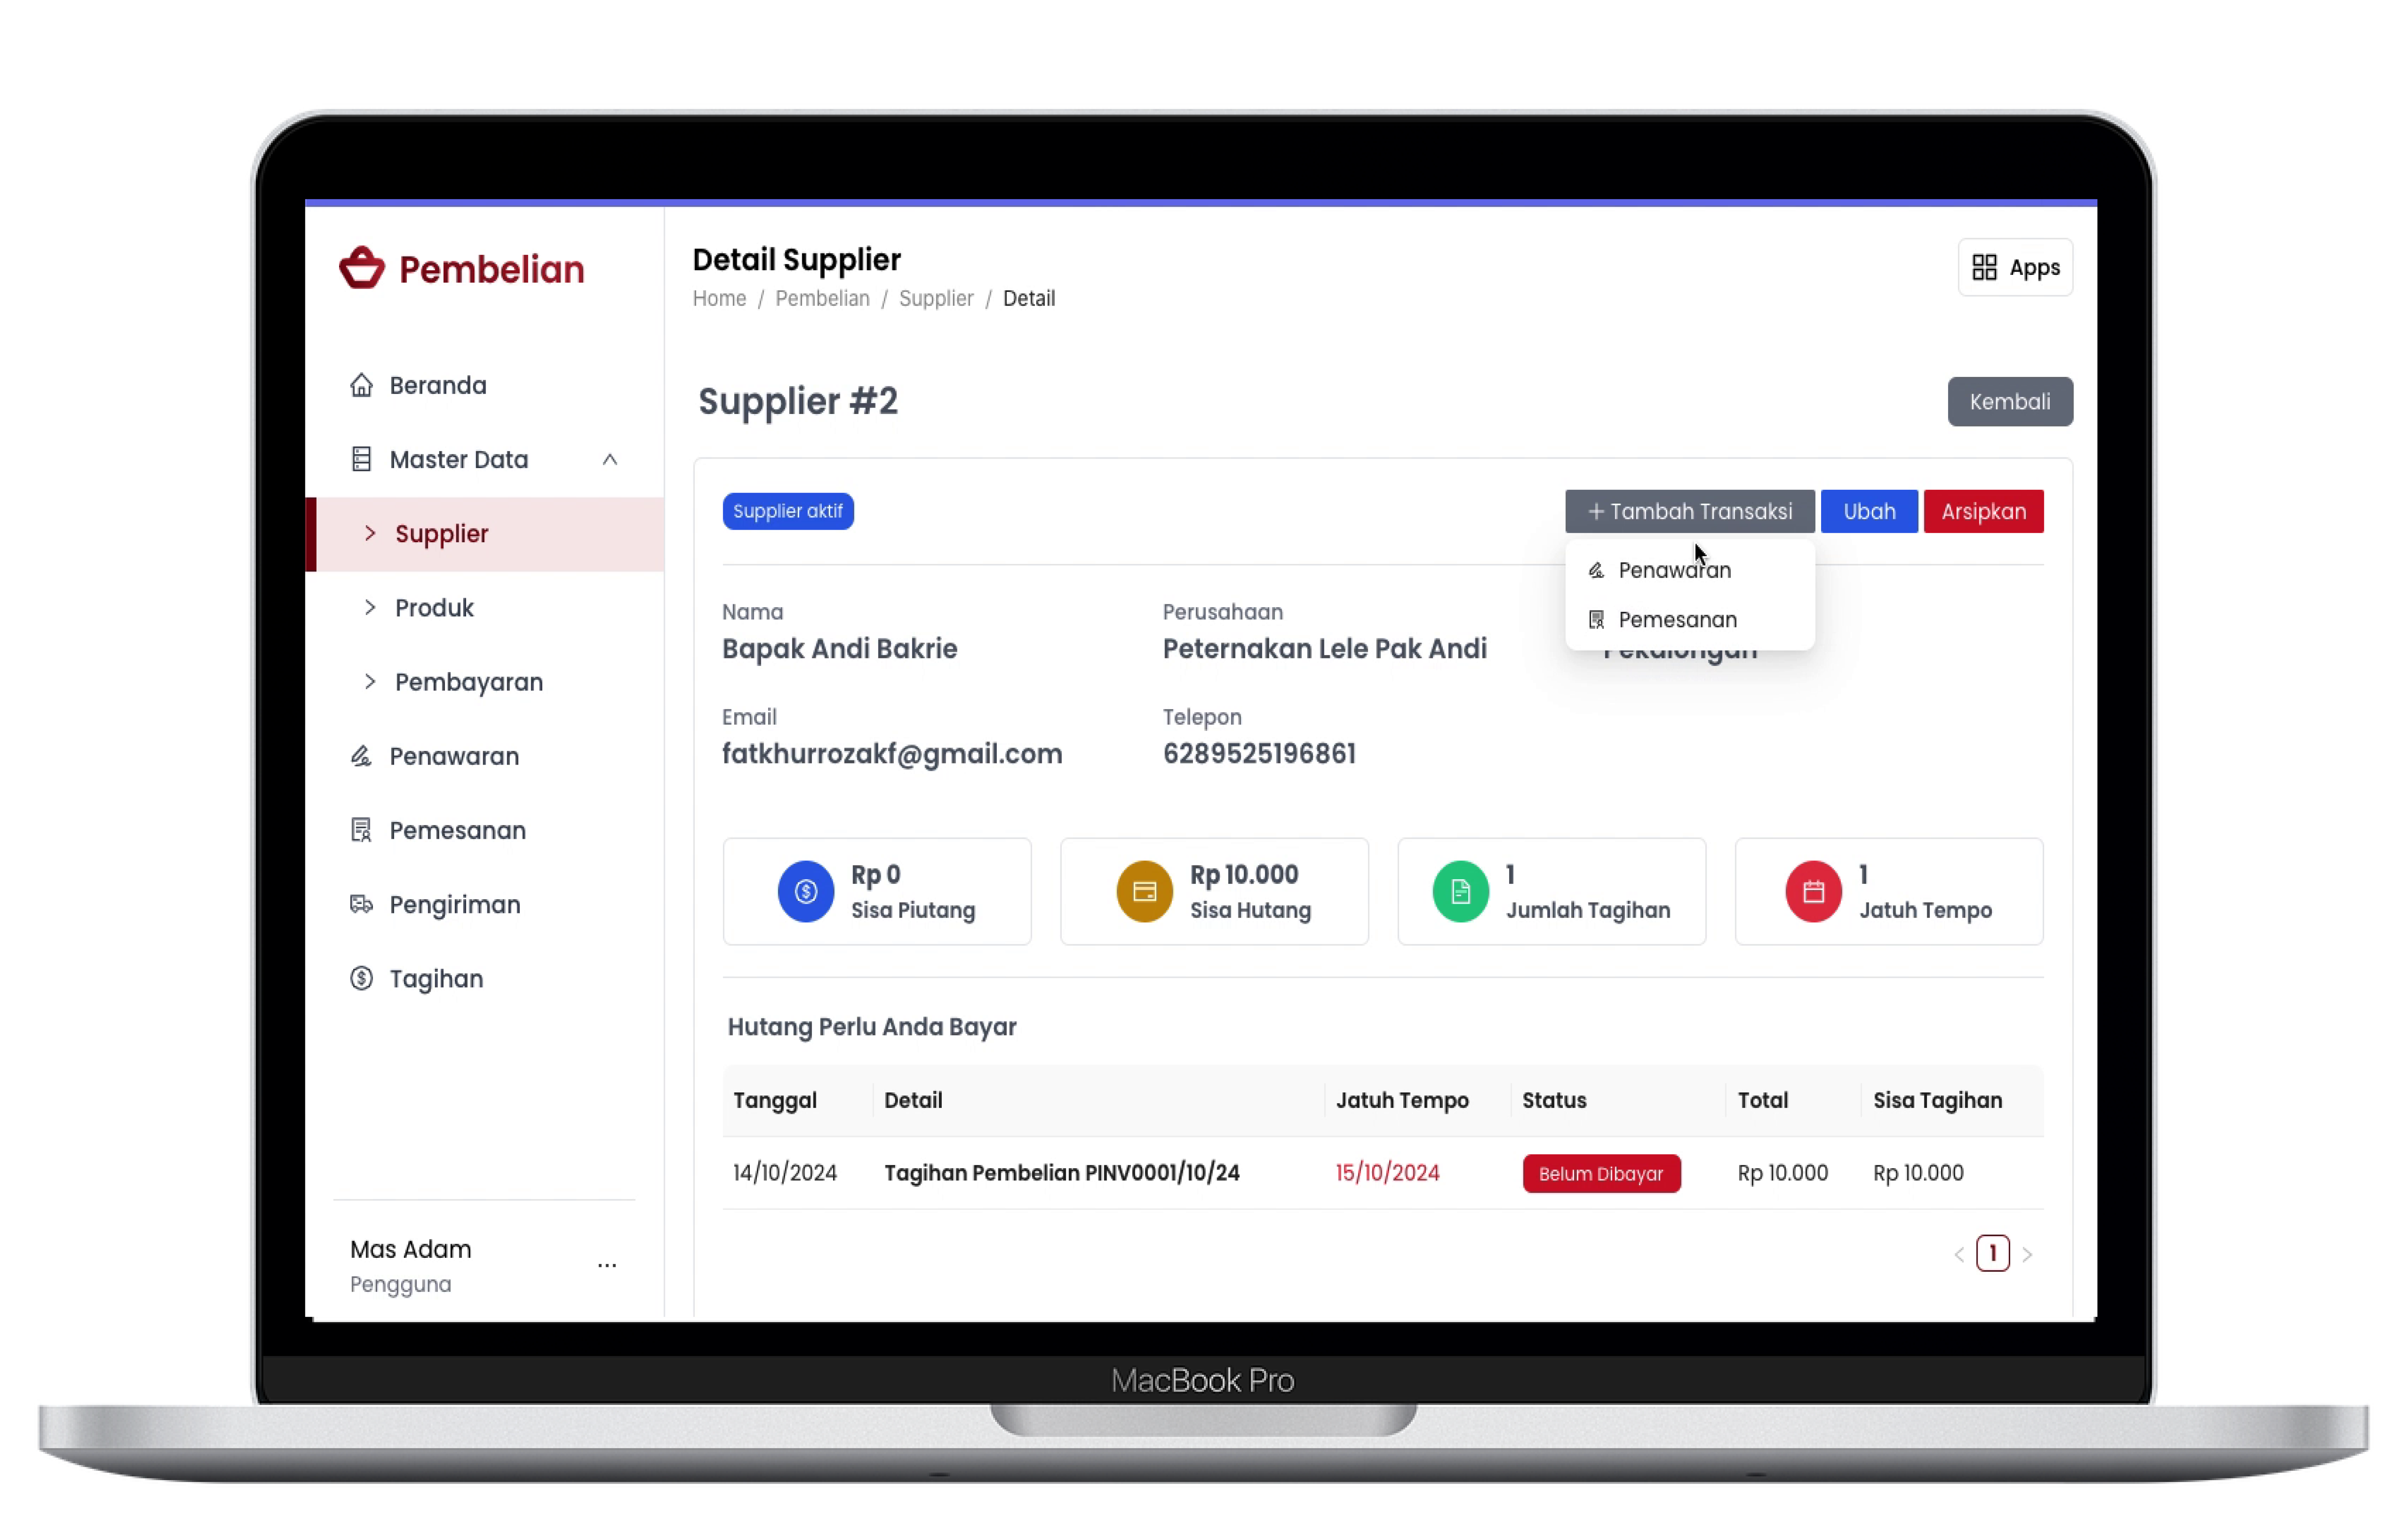 Pembelian
Detail Supplier
Home / Pembelian / Supplier / Detail
Apps
Beranda
Master Data
Supplier
Produk
Pembayaran
Penawaran
Pemesanan
Pengiriman
Tagihan
Mas Adam
...
Pengguna
Supplier #2
Kembali
Supplier aktif
+ Tambah Transaksi
Ubah
Arsipkan
Penawaran
Pemesanan
Nama
Bapak Andi Bakrie
Perusahaan
Peternakan Lele Pak Andi
Pekalongan
Email
fatkhurrozakf@gmail.com
Telepon
6289525196861
Rp 0
Sisa Piutang
Rp 10.000
Sisa Hutang
1
Jumlah Tagihan
1
Jatuh Tempo
Hutang Perlu Anda Bayar
Tanggal Detail Jatuh Tempo Status Total Sisa Tagihan
14/10/2024 Tagihan Pembelian PINV0001/10/24 15/10/2024 Belum Dibayar Rp 10.000 Rp 10.000
< 1 >
MacBook Pro